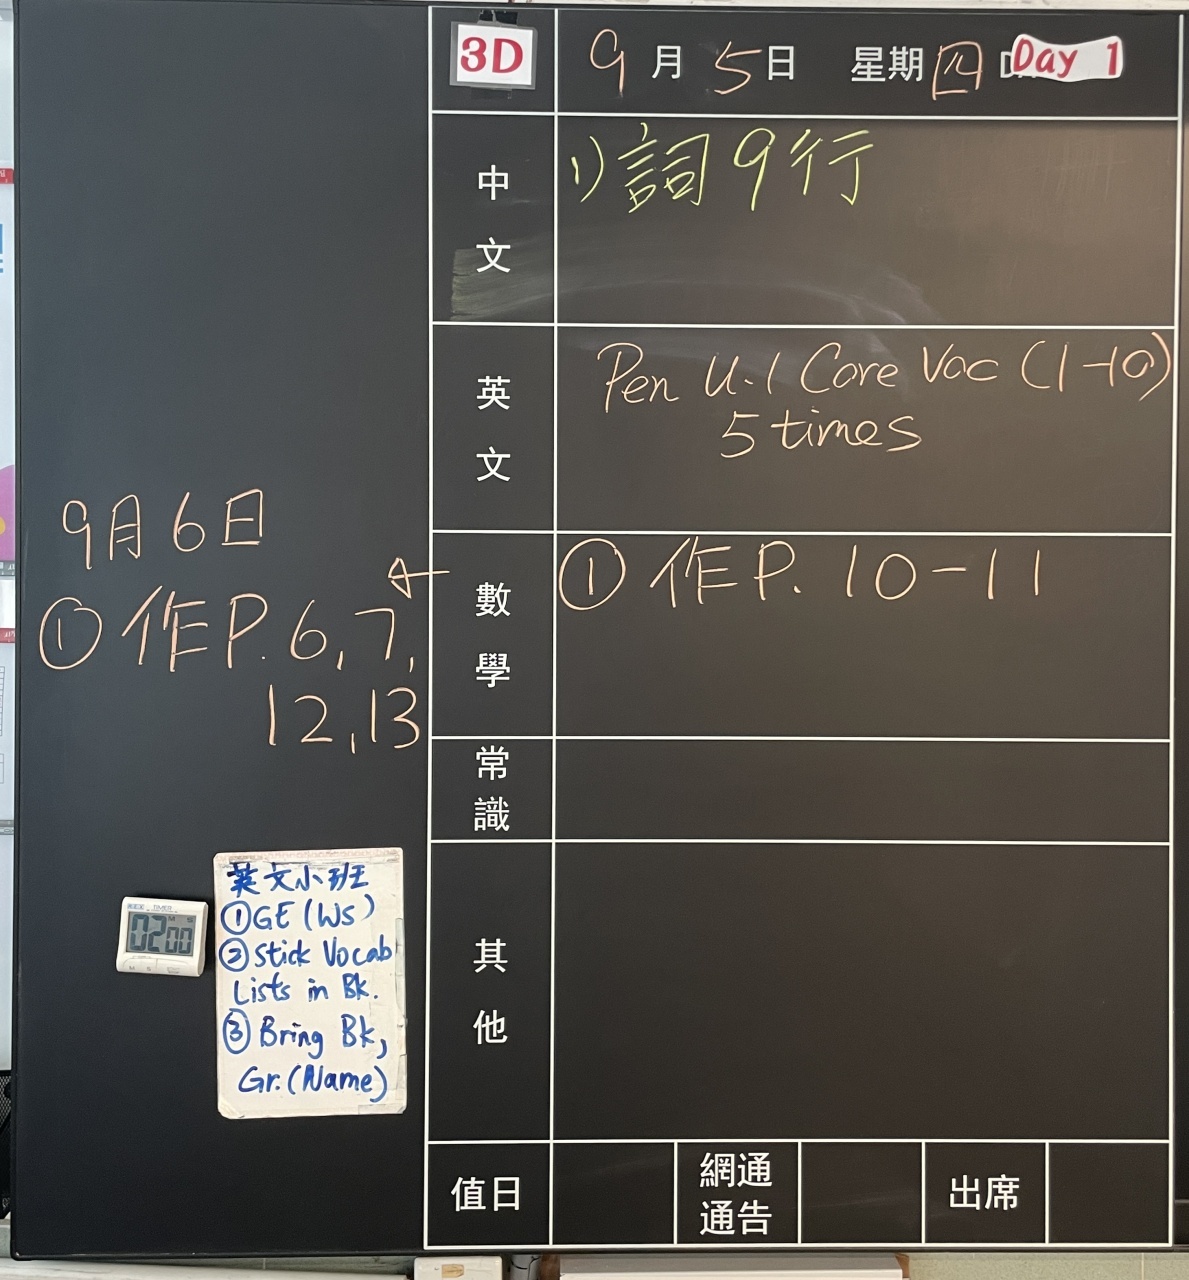 3D 9月5日 星期四 Day 1
中文
1) 詞9行
英文
Pen U.1 Core Voc (1-10)
5 times
數學
① 作P. 10-11
9月6日
① 作P. 6, 7,
12, 13
常識
其他
英文小班
① GE (WS)
② Stick Vocab
Lists in Bk.
③ Bring Bk,
Gr. (Name)
TIMER
M S
02 00
M S
值日
網通
通告
出席